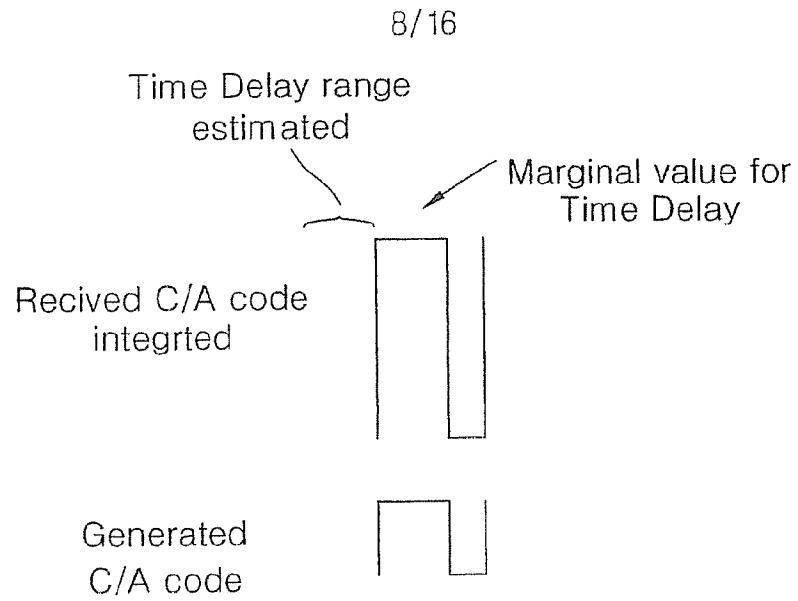 8/16
Time Delay range
estimated
Marginal value for
Time Delay
Recived C/A code
integrted
Generated
C/A code